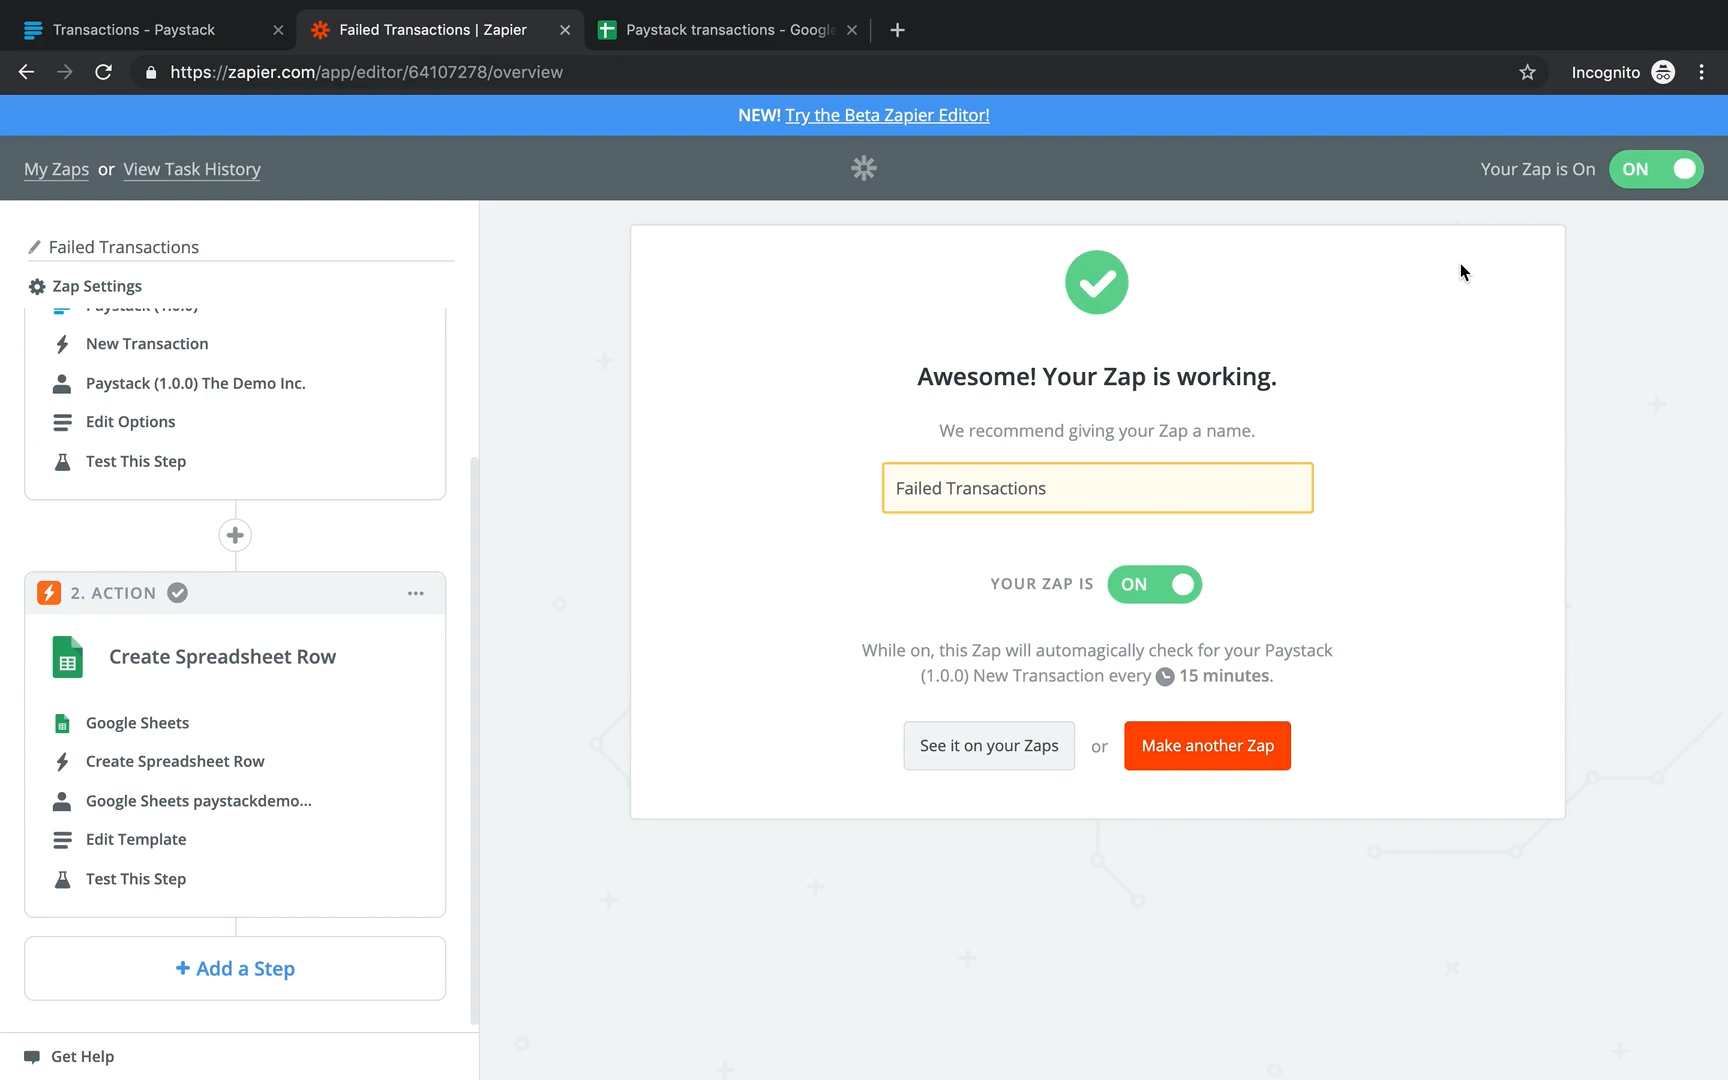 Transactions - Paystack
Failed Transactions | Zapier
Paystack transactions - Google
https://zapier.com/app/editor/64107278/overview
Incognito
NEW! Try the Beta Zapier Editor!
My Zaps or View Task History
Your Zap is On
ON
Failed Transactions
Zap Settings
Paystack (1.0.0)
New Transaction
Paystack (1.0.0) The Demo Inc.
Edit Options
Test This Step
2. ACTION
Create Spreadsheet Row
Google Sheets
Create Spreadsheet Row
Google Sheets paystackdemo...
Edit Template
Test This Step
+ Add a Step
Get Help
Awesome! Your Zap is working.
We recommend giving your Zap a name.
Failed Transactions
YOUR ZAP IS ON
While on, this Zap will automagically check for your Paystack
(1.0.0) New Transaction every 15 minutes.
See it on your Zaps or Make another Zap